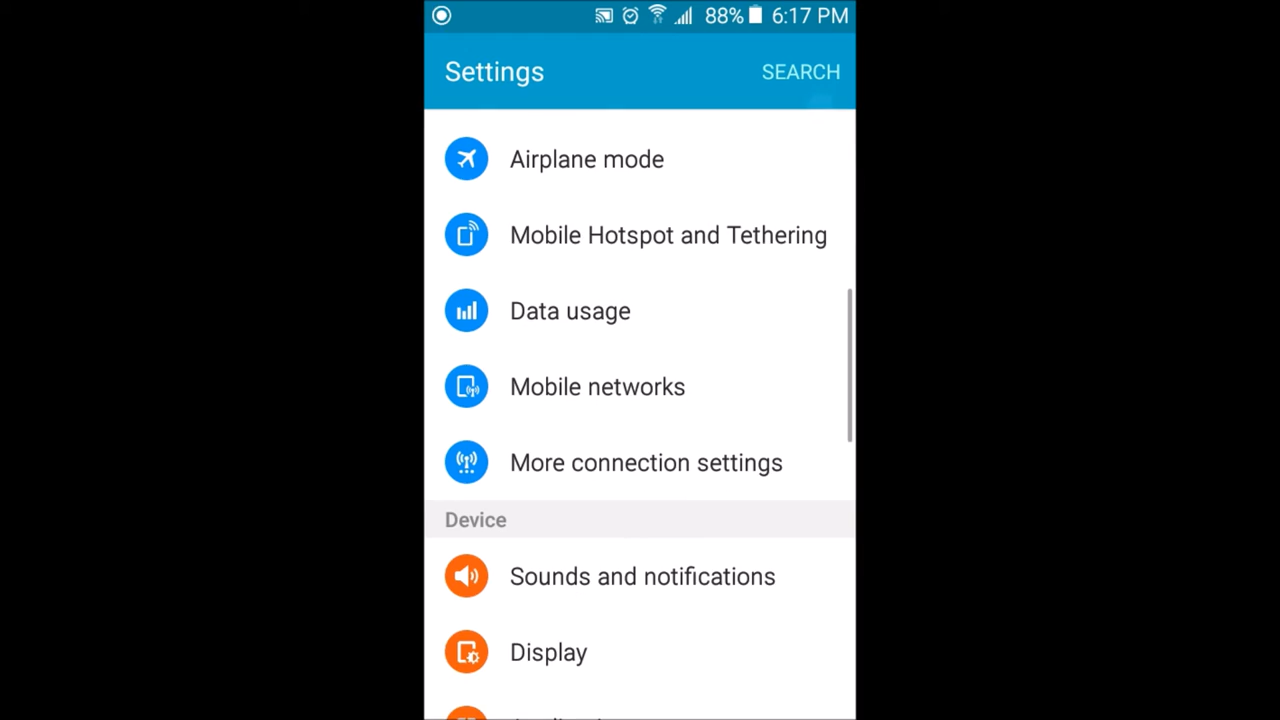 88% 6:17 PM
Settings SEARCH
Airplane mode
Mobile Hotspot and Tethering
Data usage
Mobile networks
More connection settings
Device
Sounds and notifications
Display